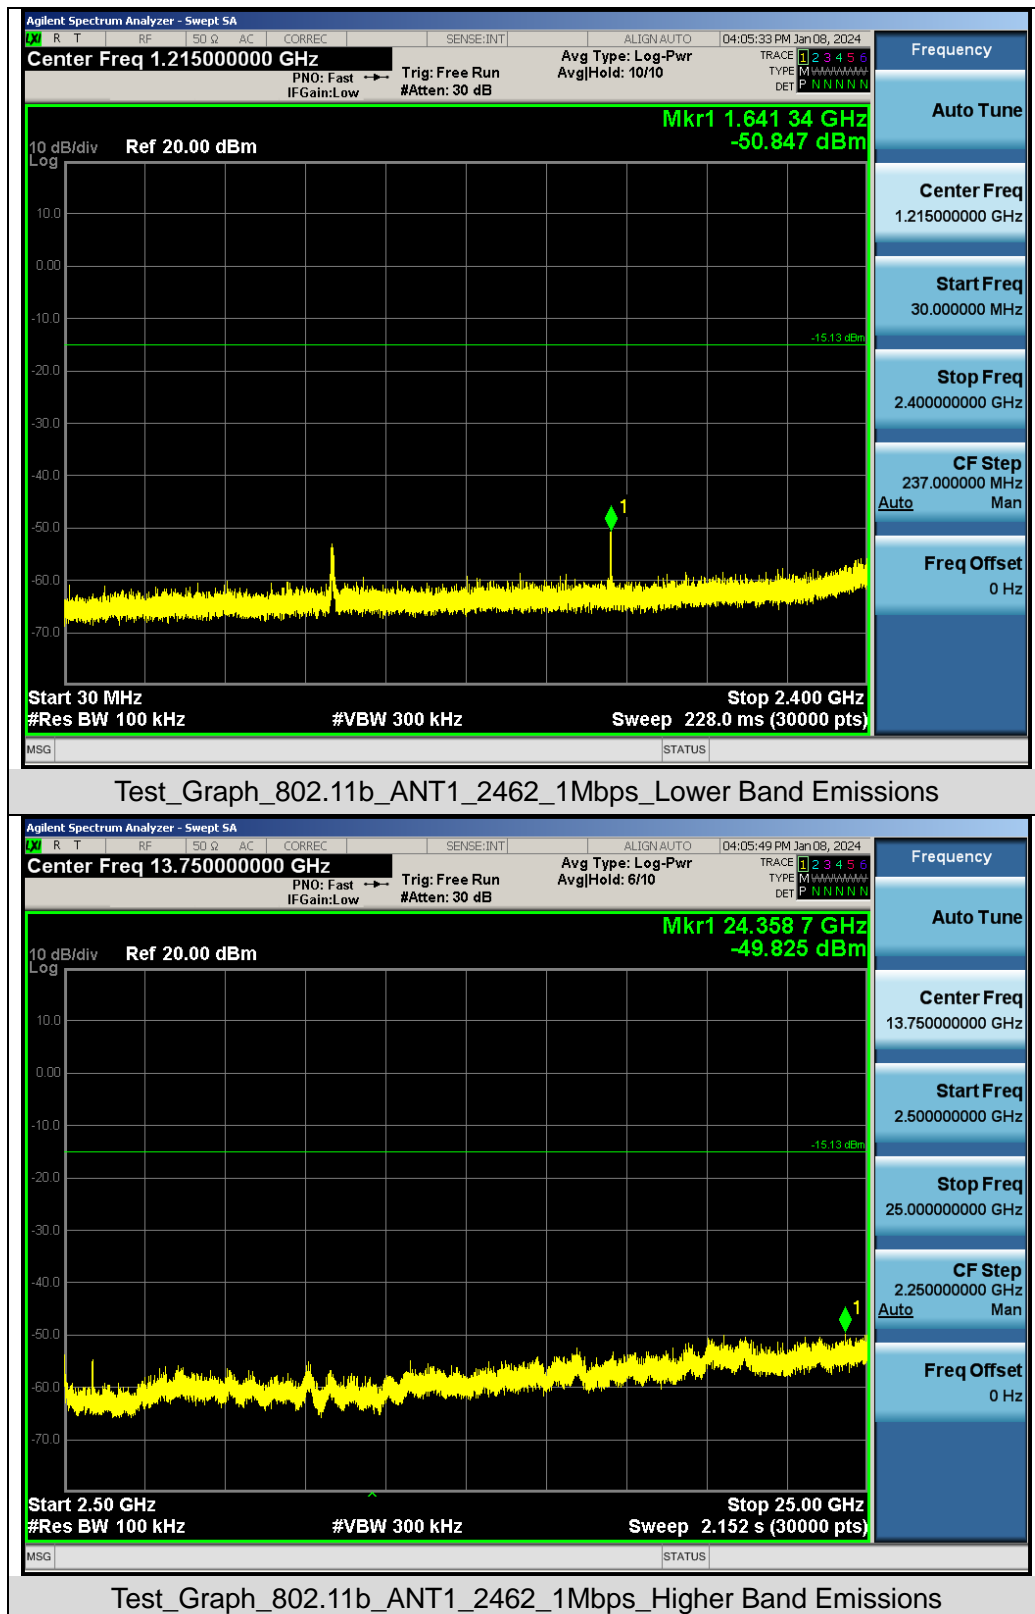 Agilent Spectrum Analyzer - Swept SA
LXI R T RF 50 Ω AC CORREC SENSE:INT ALIGN AUTO 04:05:33 PM Jan 08, 2024
Center Freq 1.215000000 GHz
PNO: Fast
IFGain:Low
Trig: Free Run
#Atten: 30 dB
Avg Type: Log-Pwr
Avg|Hold: 10/10
TRACE 1 2 3 4 5 6
TYPE M
DET P N N N N N
Mkr1 1.641 34 GHz
-50.847 dBm
10 dB/div Ref 20.00 dBm
Log
10.0
0.00
-10.0
-15.13 dBm
-20.0
-30.0
-40.0
-50.0
1
-60.0
-70.0
Start 30 MHz Stop 2.400 GHz
#Res BW 100 kHz #VBW 300 kHz Sweep 228.0 ms (30000 pts)
MSG STATUS
Frequency
Auto Tune
Center Freq
1.215000000 GHz
Start Freq
30.000000 MHz
Stop Freq
2.400000000 GHz
CF Step
237.000000 MHz
Auto Man
Freq Offset
0 Hz
Test_Graph_802.11b_ANT1_2462_1Mbps_Lower Band Emissions
Agilent Spectrum Analyzer - Swept SA
LXI R T RF 50 Ω AC CORREC SENSE:INT ALIGN AUTO 04:05:49 PM Jan 08, 2024
Center Freq 13.750000000 GHz
PNO: Fast
IFGain:Low
Trig: Free Run
#Atten: 30 dB
Avg Type: Log-Pwr
Avg|Hold: 6/10
TRACE 1 2 3 4 5 6
TYPE M
DET P N N N N N
Mkr1 24.358 7 GHz
-49.825 dBm
10 dB/div Ref 20.00 dBm
Log
10.0
0.00
-10.0
-15.13 dBm
-20.0
-30.0
-40.0
1
-50.0
-60.0
-70.0
Start 2.50 GHz Stop 25.00 GHz
#Res BW 100 kHz #VBW 300 kHz Sweep 2.152 s (30000 pts)
MSG STATUS
Frequency
Auto Tune
Center Freq
13.750000000 GHz
Start Freq
2.500000000 GHz
Stop Freq
25.000000000 GHz
CF Step
2.250000000 GHz
Auto Man
Freq Offset
0 Hz
Test_Graph_802.11b_ANT1_2462_1Mbps_Higher Band Emissions